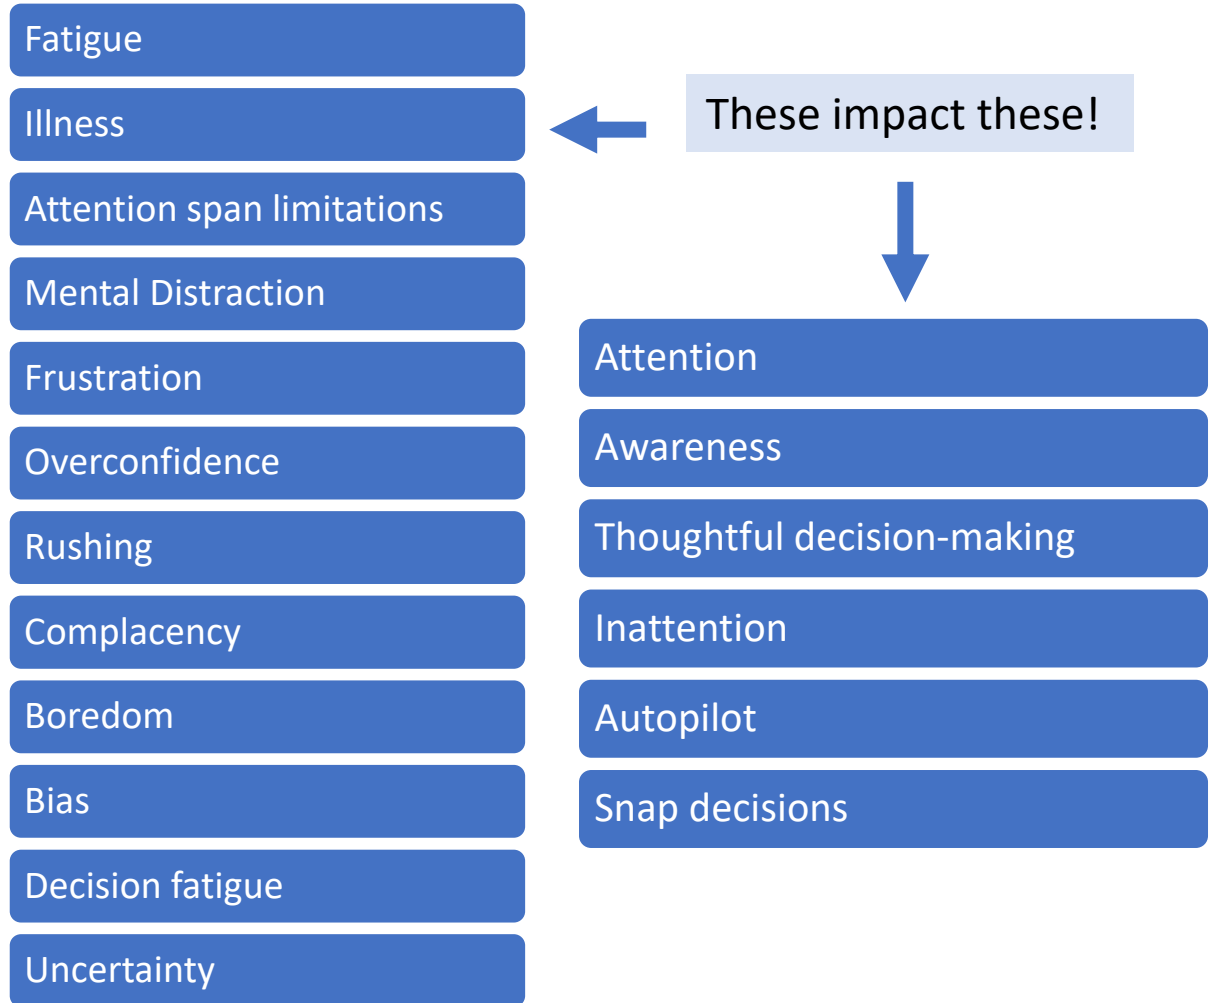 Fatigue
Illness
Attention span limitations
Mental Distraction
Frustration
Overconfidence
Rushing
Complacency
Boredom
Bias
Decision fatigue
Uncertainty
These impact these!
Attention
Awareness
Thoughtful decision-making
Inattention
Autopilot
Snap decisions